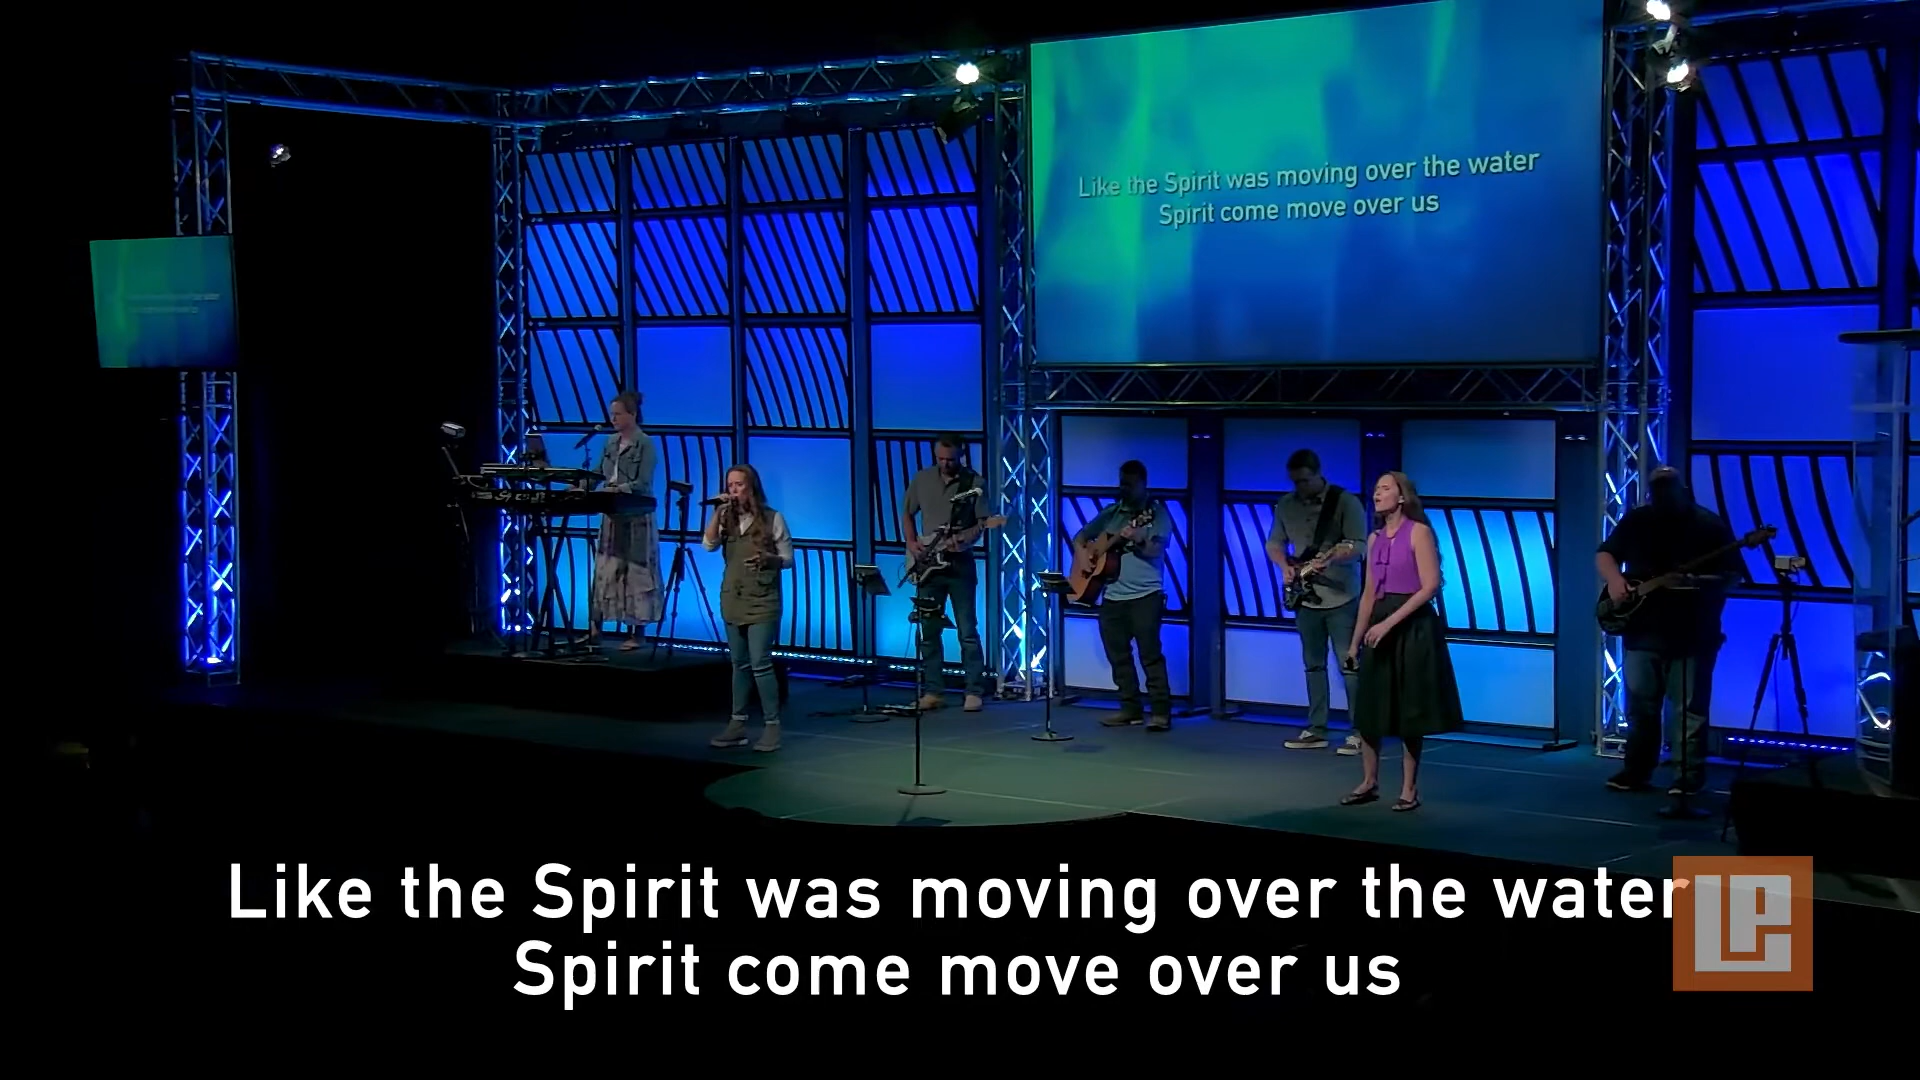 Like the Spirit was moving over the water
Spirit come move over us
Like the Spirit was moving over the water
Spirit come move over us
LP